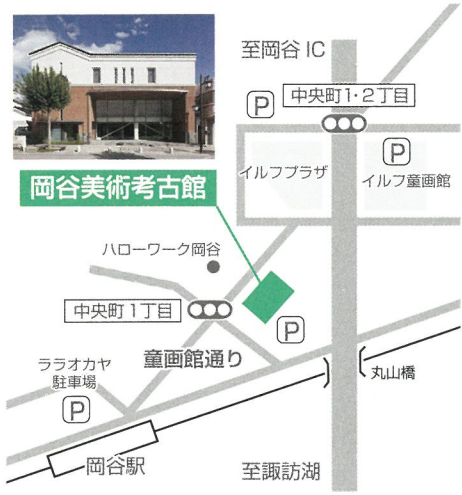 至岡谷IC
P
中央町1・2丁目
P
イルフプラザ
イルフ童画館
岡谷美術考古館
ハローワーク岡谷
中央町1丁目
P
童画館通り
ララオカヤ
駐車場
P
丸山橋
岡谷駅
至諏訪湖